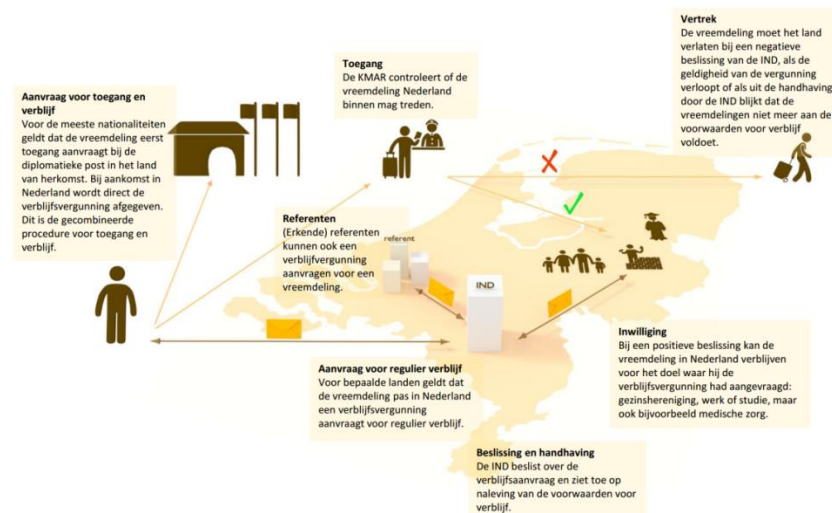 Aanvraag voor toegang en
verblijf
Voor de meeste nationaliteiten
geldt dat de vreemdeling eerst
toegang aanvraagt bij de
diplomatieke post in het land
van herkomst. Bij aankomst in
Nederland wordt direct de
verblijfsvergunning afgegeven.
Dit is de gecombineerde
procedure voor toegang en
verblijf.
Toegang
De KMAR controleert of de
vreemdeling Nederland
binnen mag treden.
Vertrek
De vreemdeling moet het land
verlaten bij een negatieve
beslissing van de IND, als de
geldigheid van de vergunning
verloopt of als uit de handhaving
door de IND blijkt dat de
vreemdelingen niet meer aan de
voorwaarden voor verblijf
voldoet.
Referenten
(Erkende) referenten
kunnen ook een
verblijfvergunning
aanvragen voor een
vreemdeling.
referent
IND
Aanvraag voor regulier verblijf
Voor bepaalde landen geldt dat
de vreemdeling pas in Nederland
een verblijfsvergunning
aanvraagt voor regulier verblijf.
Inwilliging
Bij een positieve beslissing kan de
vreemdeling in Nederland verblijven
voor het doel waar hij de
verblijfsvergunning had aangevraagd:
gezinshereniging, werk of studie, maar
ook bijvoorbeeld medische zorg.
Beslissing en handhaving
De IND beslist over de
verblijfsaanvraag en ziet toe op
naleving van de voorwaarden voor
verblijf.